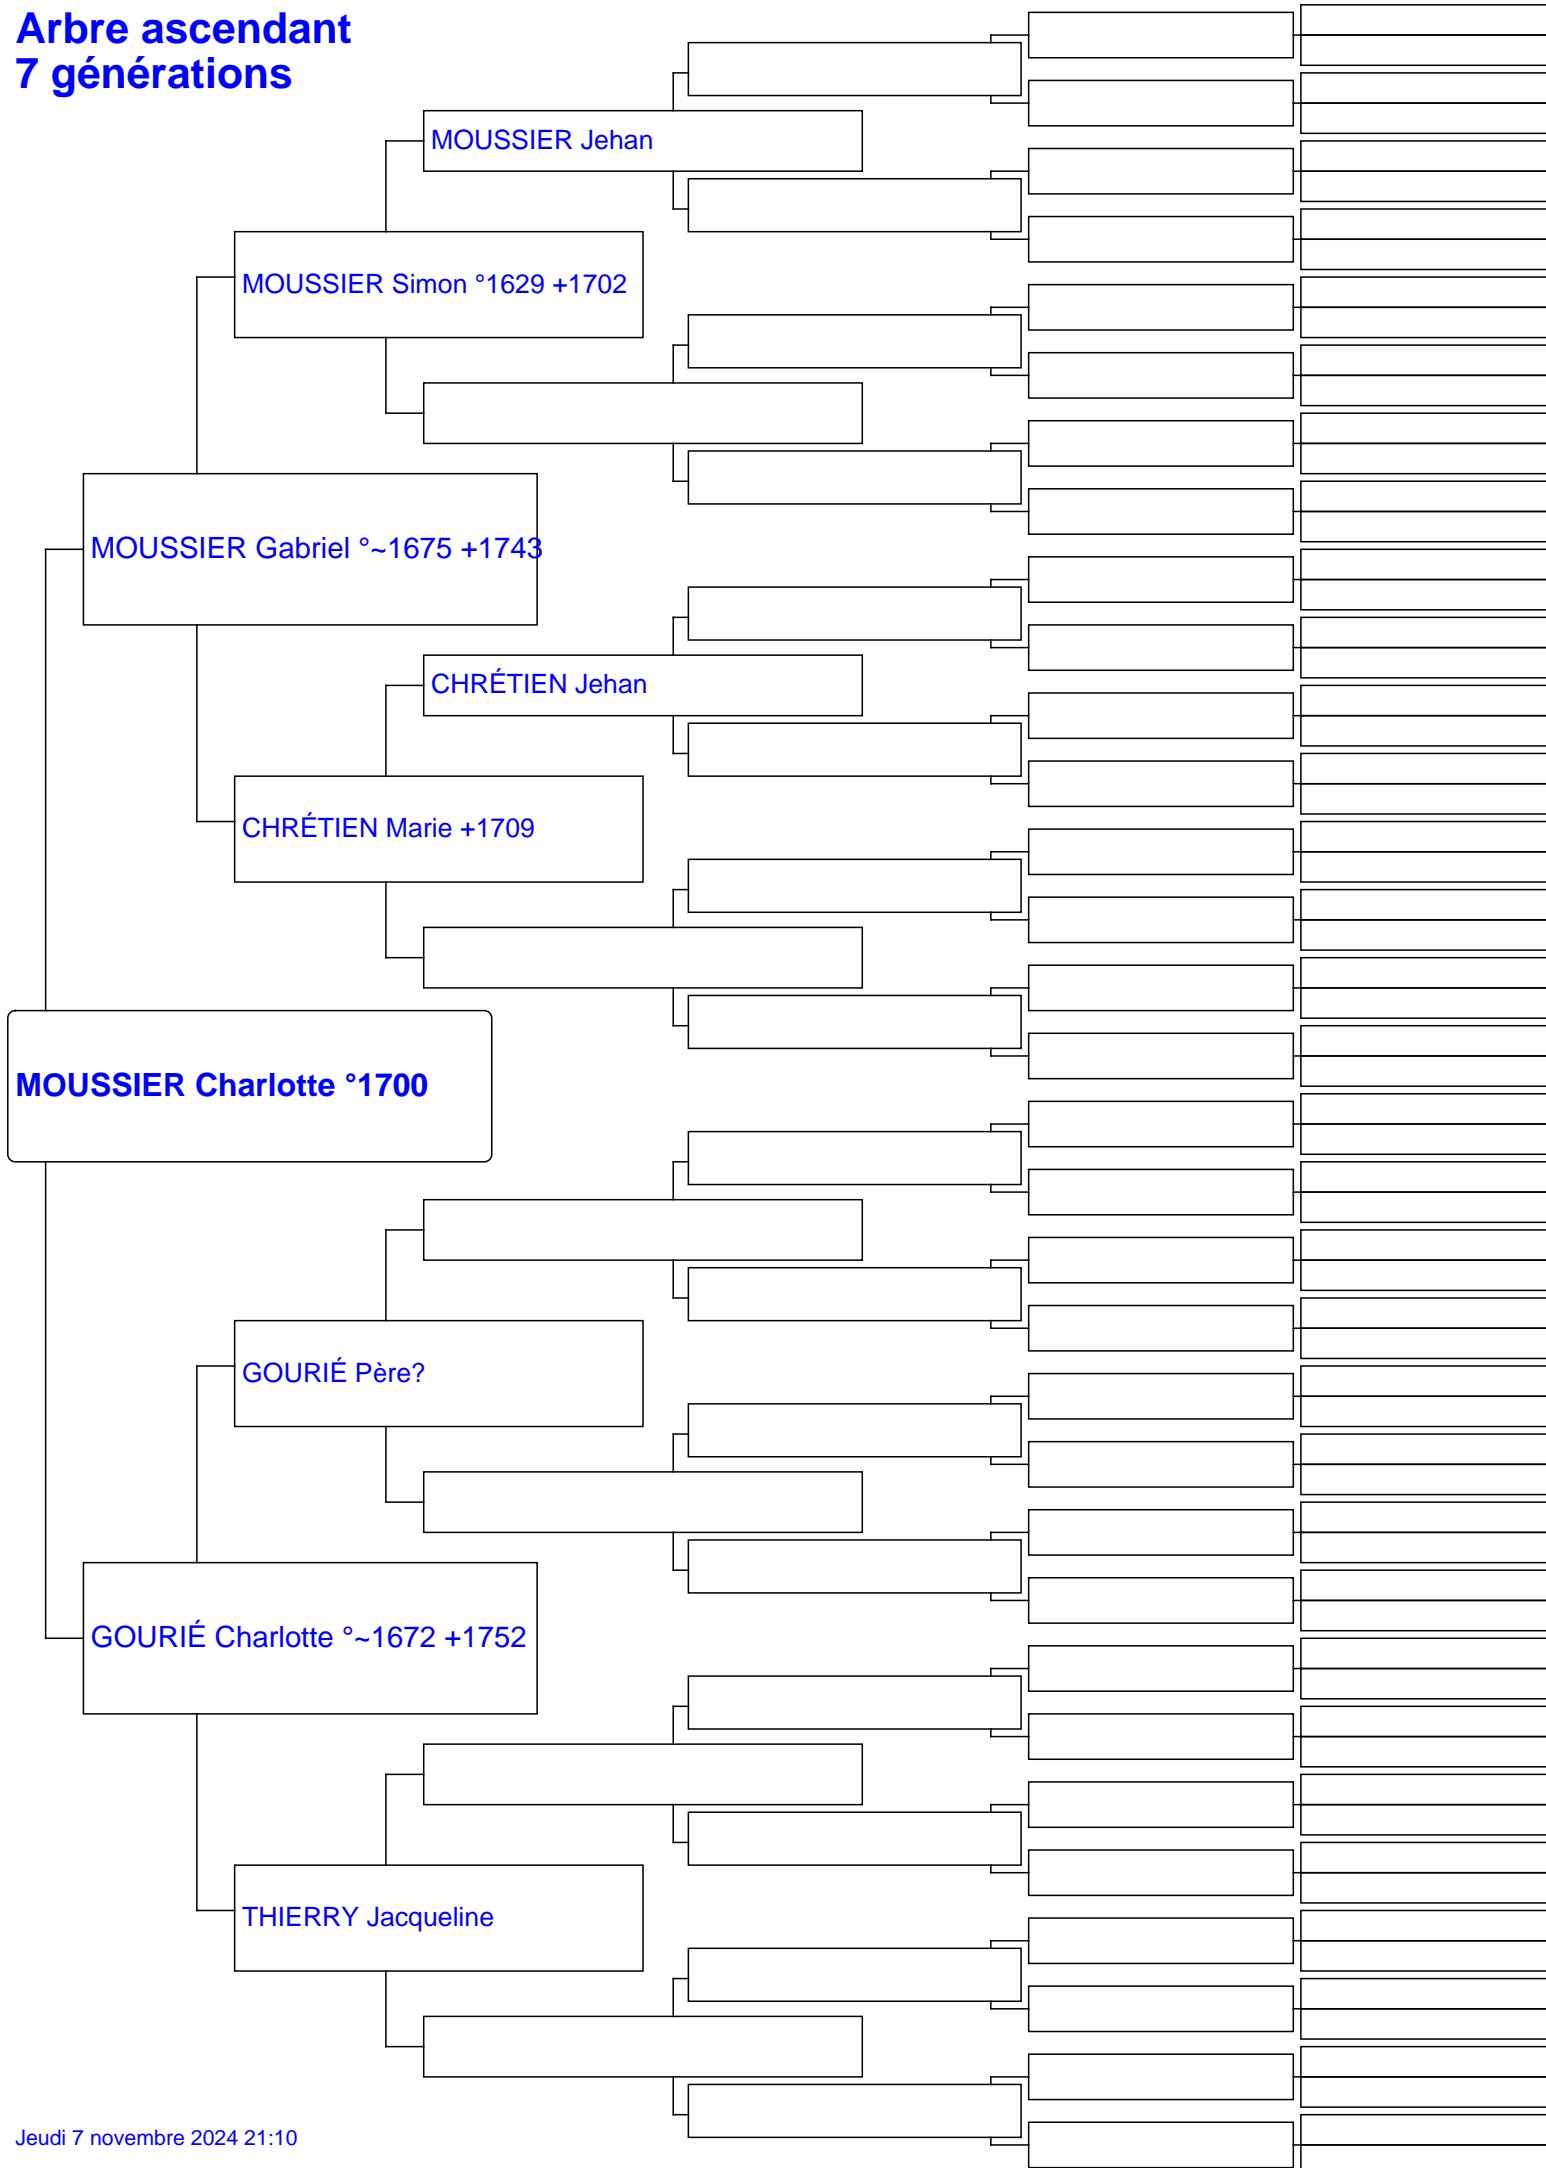 Arbre ascendant
7 générations
MOUSSIER Jehan
MOUSSIER Simon °1629 +1702
MOUSSIER Gabriel °~1675 +1743
CHRÉTIEN Jehan
CHRÉTIEN Marie +1709
MOUSSIER Charlotte °1700
GOURIÉ Père?
GOURIÉ Charlotte °~1672 +1752
THIERRY Jacqueline
Jeudi 7 novembre 2024 21:10